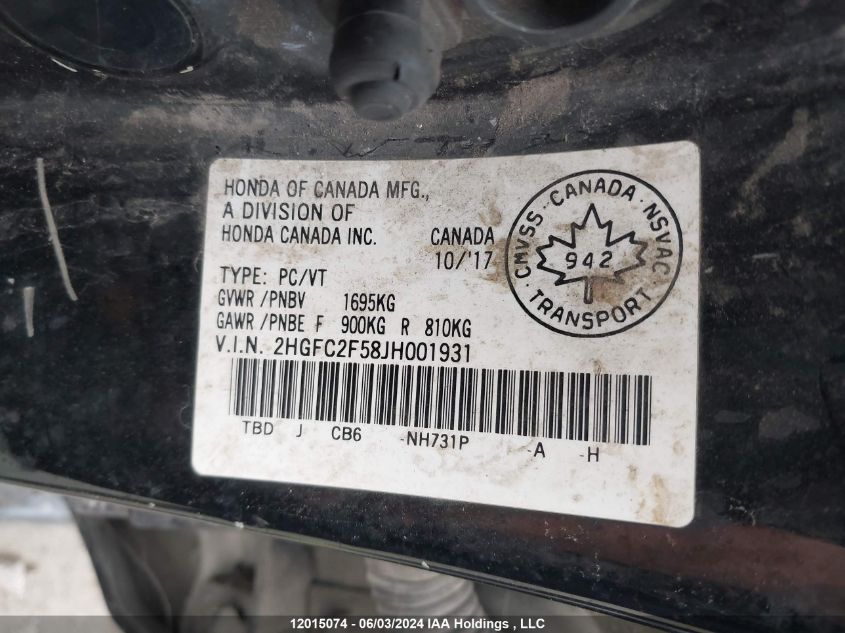 HONDA OF CANADA MFG.,
A DIVISION OF
HONDA CANADA INC. CANADA
10/'17
TYPE: PC/VT
GVWR /PNBV 1695KG
GAWR /PNBE F 900KG R 810KG
V.I.N. 2HGFC2F58JH001931
TBD J CB6 -NH731P -A -H
CMVSS · CANADA · NSVAC
942
TRANSPORT
12015074 - 06/03/2024 IAA Holdings , LLC